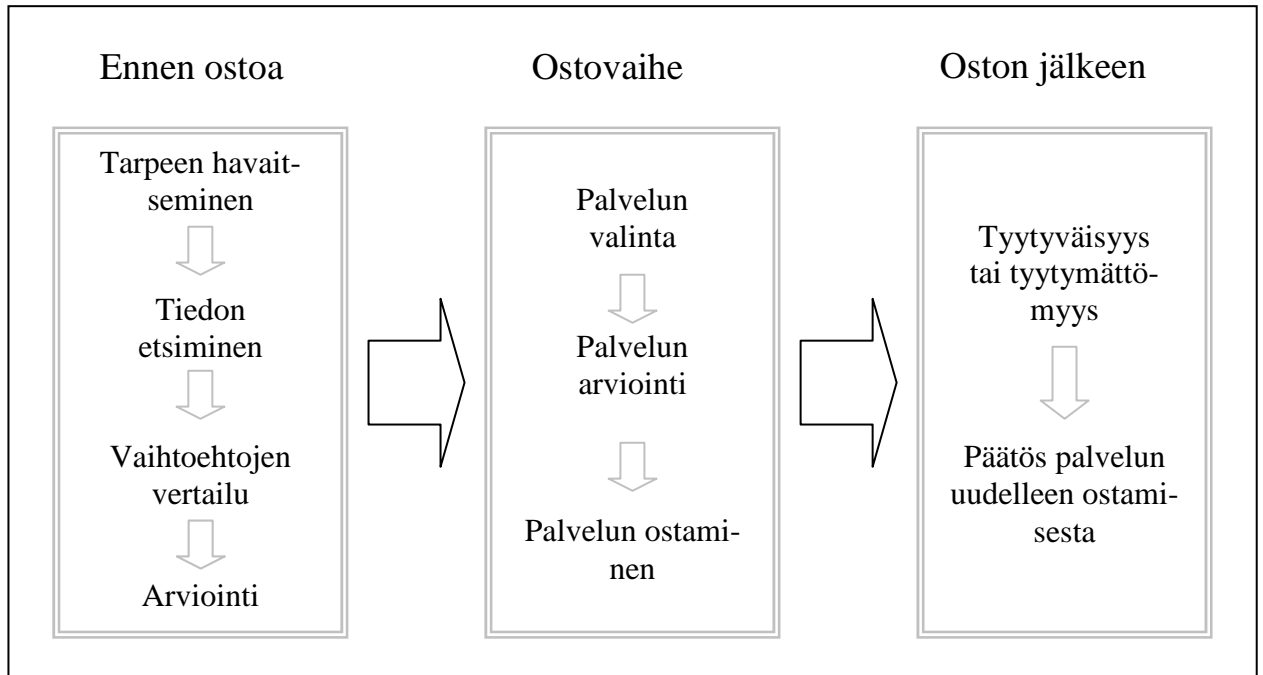 Ennen ostoa
Tarpeen havait-
seminen
Tiedon
etsiminen
Vaihtoehtojen
vertailu
Arviointi
Ostovaihe
Palvelun
valinta
Palvelun
arviointi
Palvelun ostami-
nen
Oston jälkeen
Tyytyväisyys
tai tyytymättö-
myys
Päätös palvelun
uudelleen ostami-
sesta